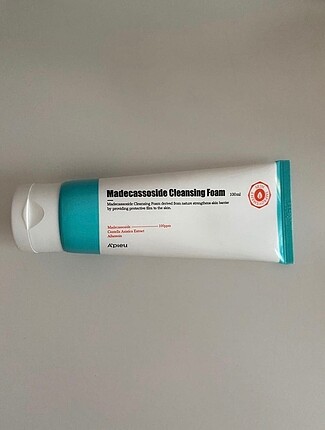 Madecassoside Cleansing Foam 100ml
Madecassoside Cleansing Foam derived from nature strengthens skin barrier
by providing protective film to the skin.
Madecassoside
Centella Asiatica Extract
A'PIEU